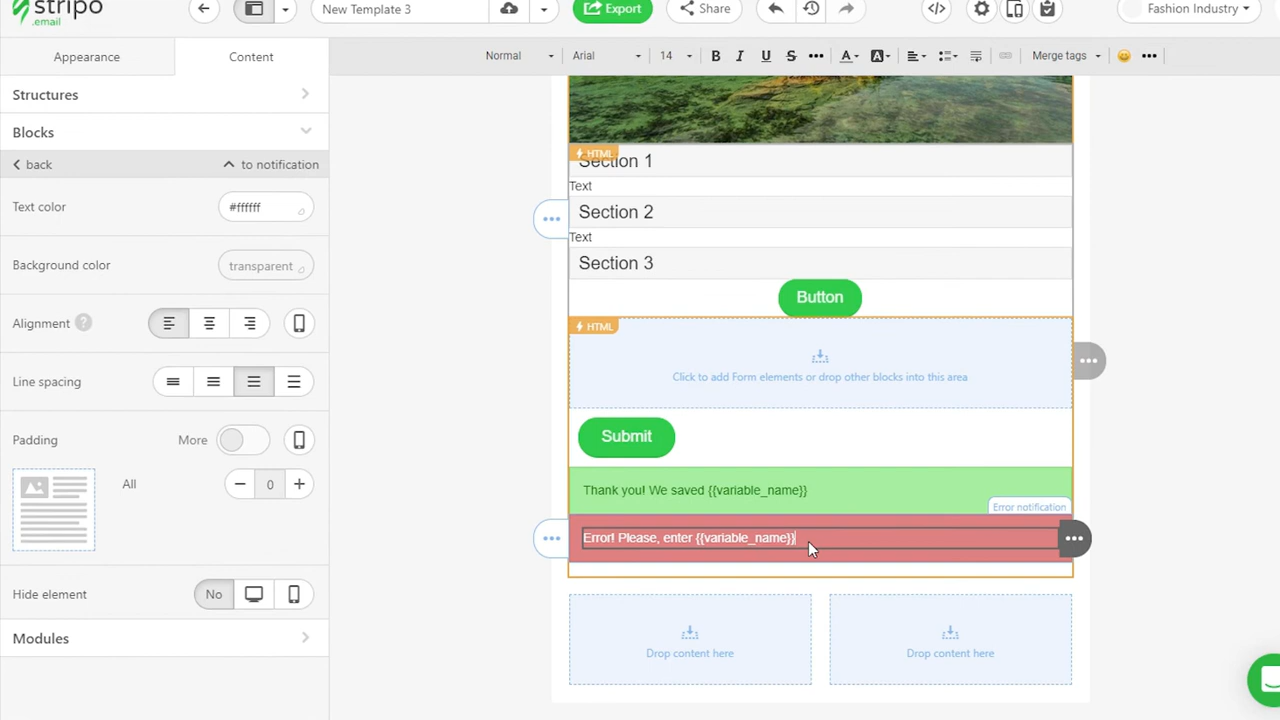 stripo
.email
New Template 3
Export
Share
</>
Fashion Industry
Appearance
Content
Normal
Arial
14
B
I
U
S
A
A
Merge tags
Structures
Blocks
back
to notification
Text color
#ffffff
Background color
transparent
Alignment
?
Line spacing
Padding
More
All
0
Hide element
No
Modules
HTML
Section 1
Text
Section 2
Text
Section 3
Button
HTML
Click to add Form elements or drop other blocks into this area
Submit
Thank you! We saved {{variable_name}}
Error notification
Error! Please, enter {{variable_name}}
Drop content here
Drop content here